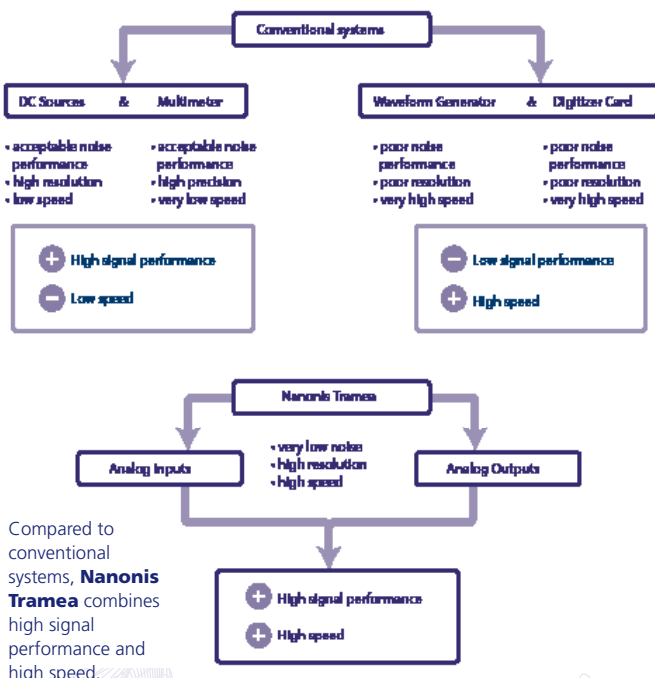 Conventional systems
DC Sources & Multimeter
Waveform Generator & Digitizer Card
• acceptable noise
performance
• high resolution
• low speed
• acceptable noise
performance
• high precision
• very low speed
• poor noise
performance
• poor resolution
• very high speed
• poor noise
performance
• poor resolution
• very high speed
+ High signal performance
− Low speed
− Low signal performance
+ High speed
Nanonis Tramea
Analog Inputs
• very low noise
• high resolution
• high speed
Analog Outputs
Compared to
conventional
systems, Nanonis
Tramea combines
high signal
performance and
high speed.
+ High signal performance
+ High speed